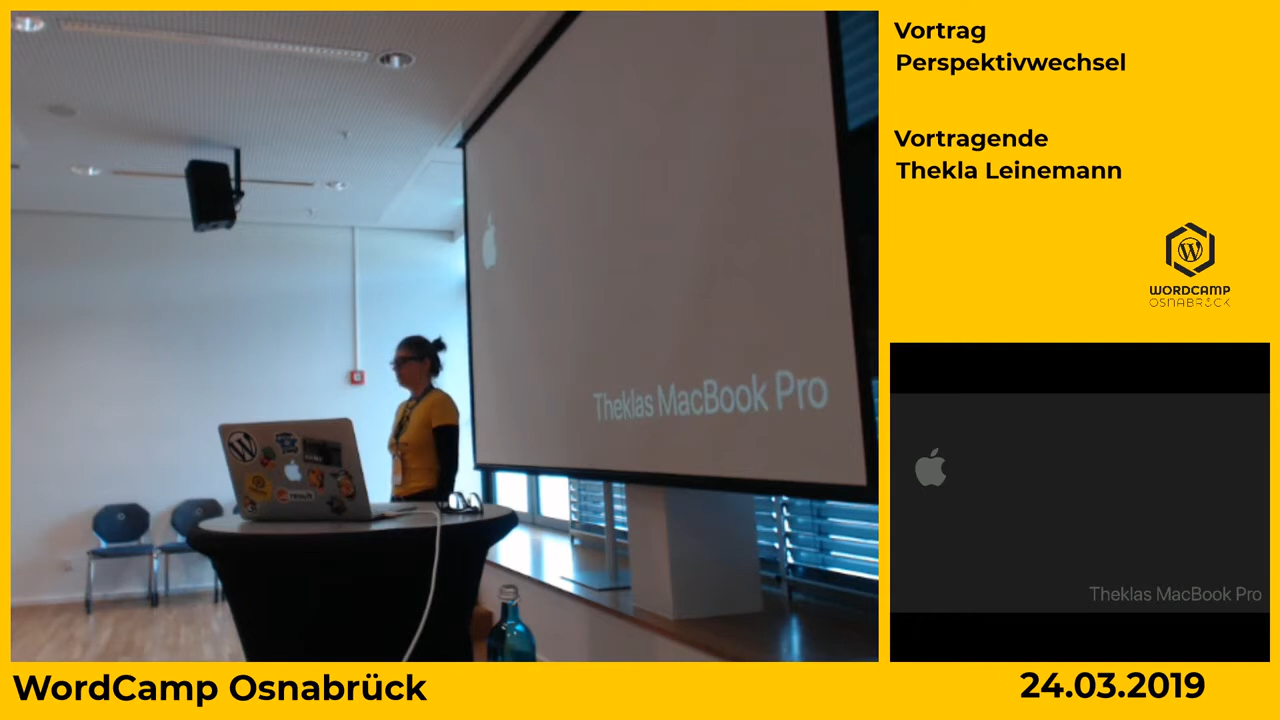 Vortrag
Perspektivwechsel
Vortragende
Thekla Leinemann
WORDCAMP
OSNABRÜCK
Theklas MacBook Pro
Theklas MacBook Pro
WordCamp Osnabrück
24.03.2019